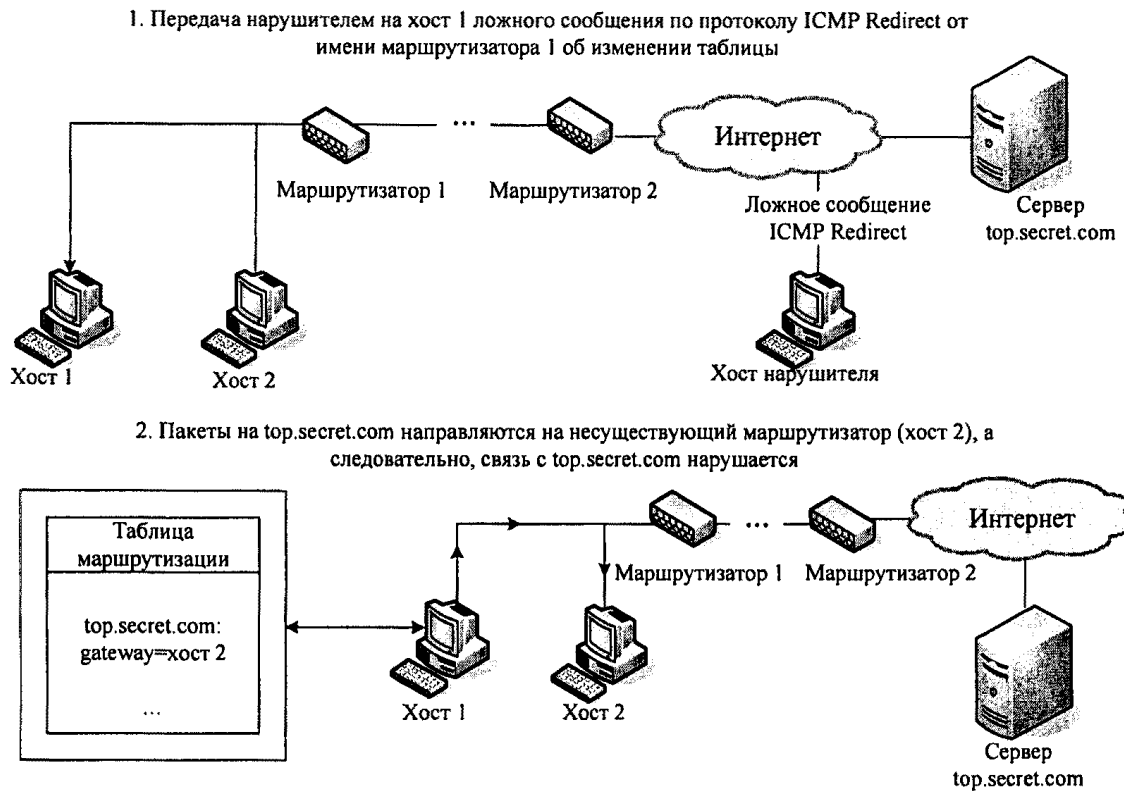 1. Передача нарушителем на хост 1 ложного сообщения по протоколу ICMP Redirect от
имени маршрутизатора 1 об изменении таблицы
...
Интернет
Маршрутизатор 1
Маршрутизатор 2
Ложное сообщение
ICMP Redirect
Сервер
top.secret.com
Хост 1
Хост 2
Хост нарушителя
2. Пакеты на top.secret.com направляются на несуществующий маршрутизатор (хост 2), а
следовательно, связь с top.secret.com нарушается
Таблица
маршрутизации
top.secret.com:
gateway=хост 2
...
...
Интернет
Маршрутизатор 1
Маршрутизатор 2
Хост 1
Хост 2
Сервер
top.secret.com